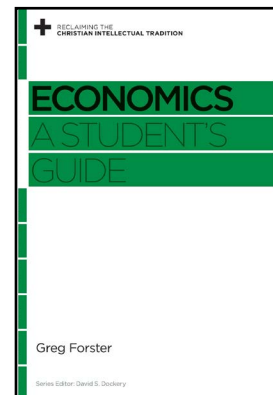 RECLAIMING THE
CHRISTIAN INTELLECTUAL TRADITION
ECONOMICS
A STUDENT'S
GUIDE
Greg Forster
Series Editor: David S. Dockery